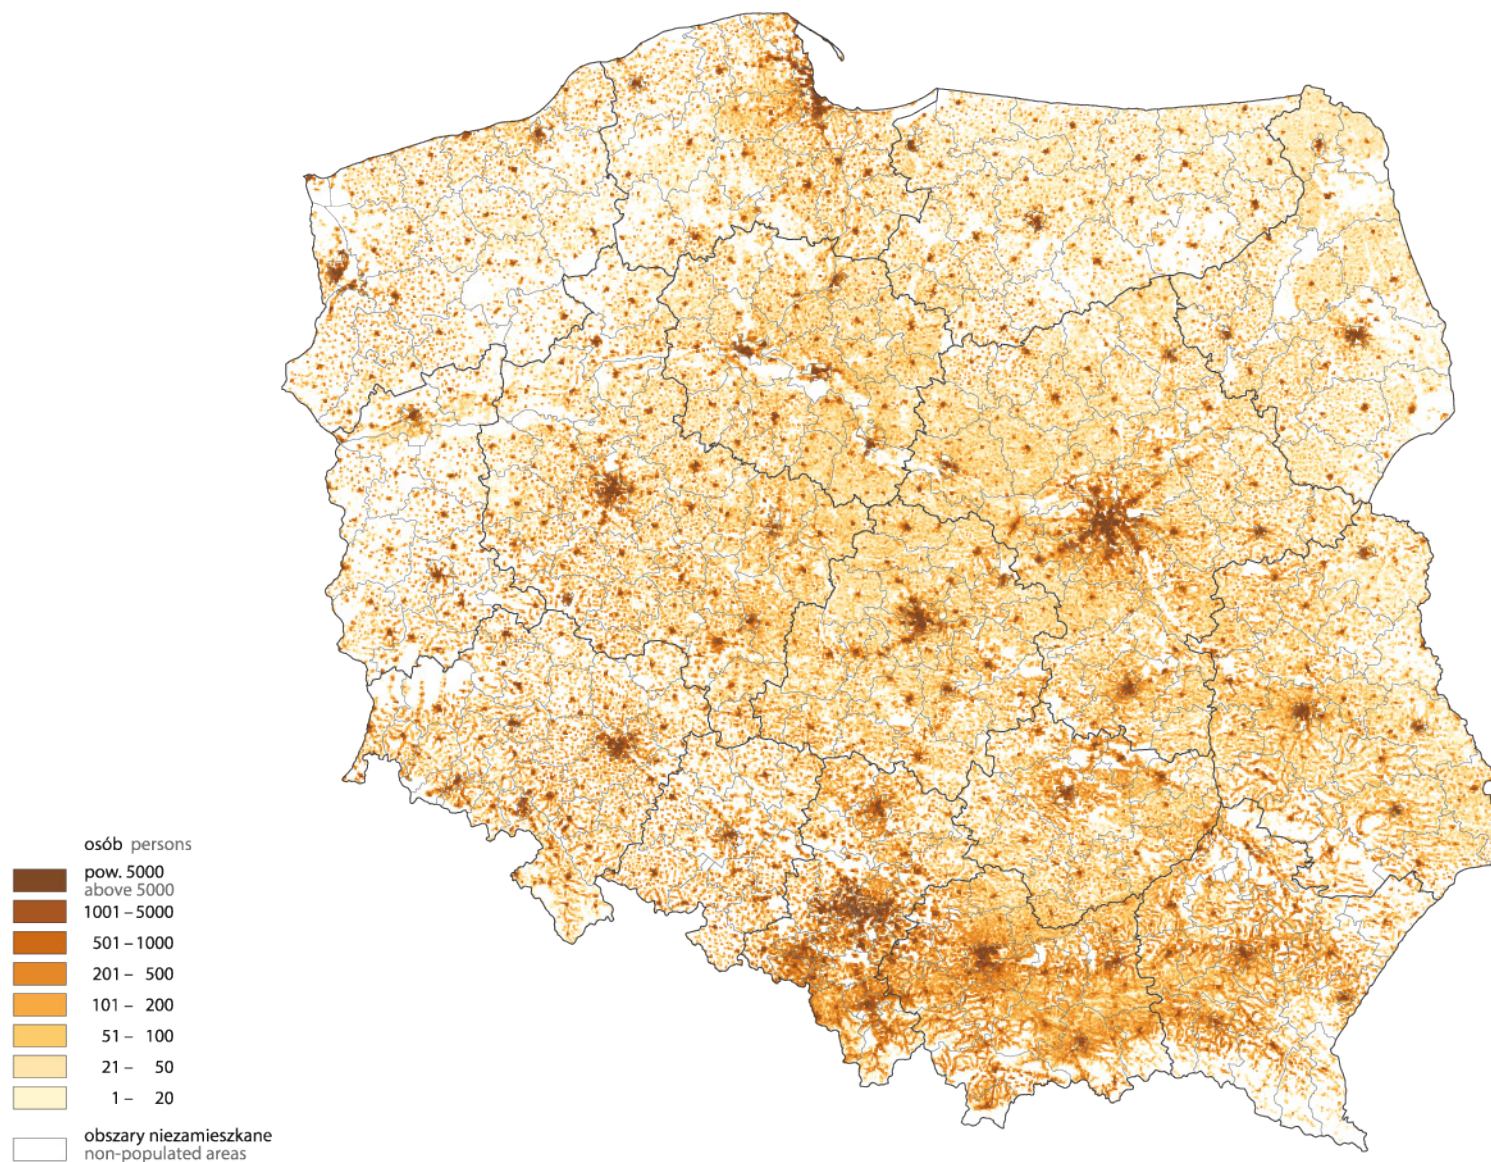 osób persons
pow. 5000
above 5000
1001 – 5000
501 – 1000
201 – 500
101 – 200
51 – 100
21 – 50
1 – 20
obszary niezamieszkane
non-populated areas